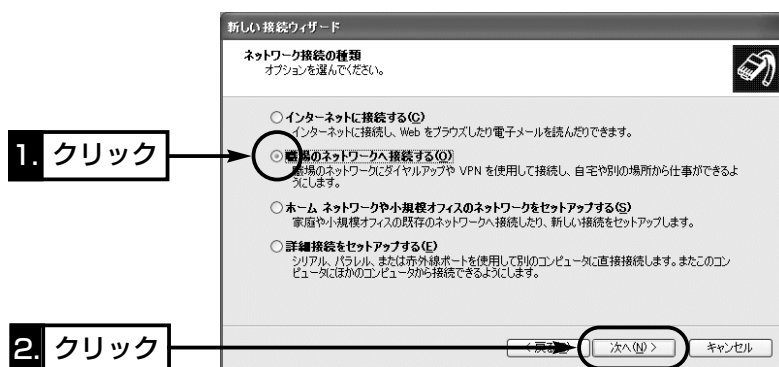 新しい接続ウィザード
ネットワーク接続の種類
オプションを選んでください。
インターネットに接続する(C)
インターネットに接続し、Web をブラウズしたり電子メールを読んだりできます。
1. クリック
職場のネットワークへ接続する(O)
職場のネットワークにダイヤルアップや VPN を使用して接続し、自宅や別の場所から仕事ができるよ
うにします。
ホーム ネットワークや小規模オフィスのネットワークをセットアップする(S)
家庭や小規模オフィスの既存のネットワークへ接続したり、新しい接続をセットアップします。
詳細接続をセットアップする(E)
シリアル、パラレル、または赤外線ポートを使用して別のコンピュータに直接接続します。またこのコン
ピュータにほかのコンピュータから接続できるようにします。
2. クリック
< 戻る
次へ(N) >
キャンセル